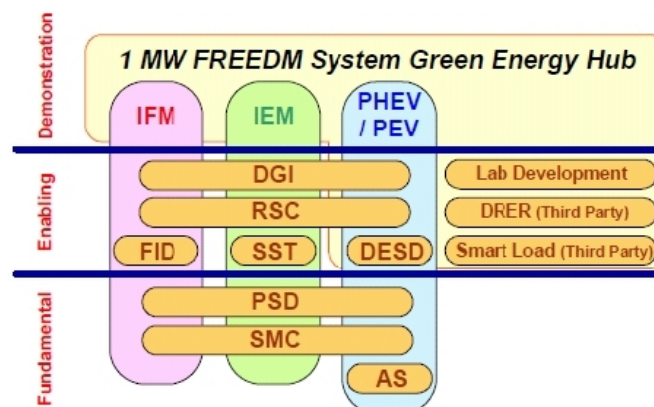 Demonstration
1 MW FREEDM System Green Energy Hub
IFM
IEM
PHEV
/ PEV
Enabling
DGI
Lab Development
RSC
DRER (Third Party)
FID
SST
DESD
Smart Load (Third Party)
Fundamental
PSD
SMC
AS